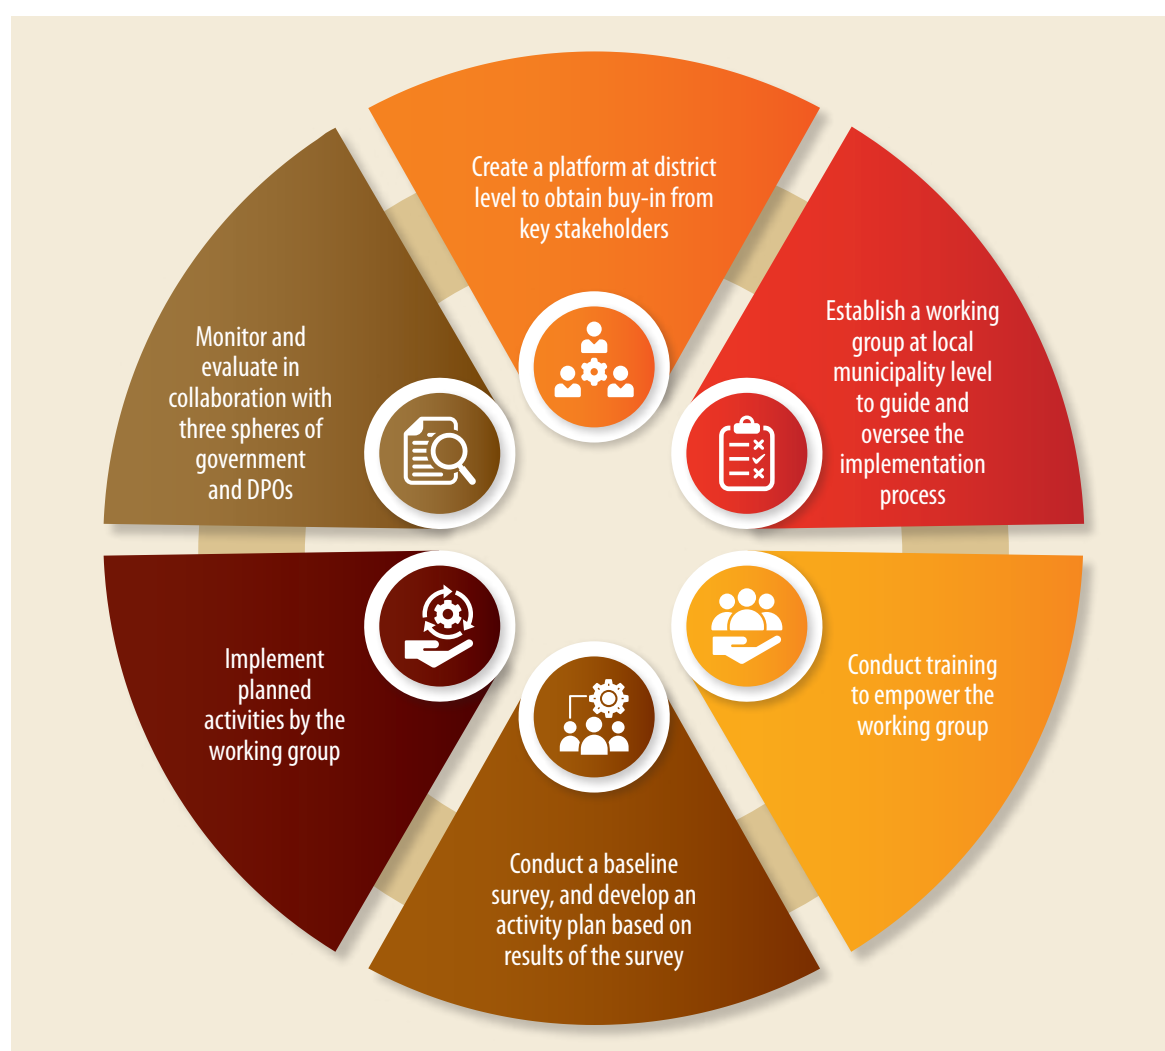 Create a platform at district
level to obtain buy-in from
key stakeholders
Establish a working
group at local
municipality level
to guide and
oversee the
implementation
process
Conduct training
to empower the
working group
Conduct a baseline
survey, and develop an
activity plan based on
results of the survey
Implement
planned
activities by the
working group
Monitor and
evaluate in
collaboration with
three spheres of
government
and DPOs